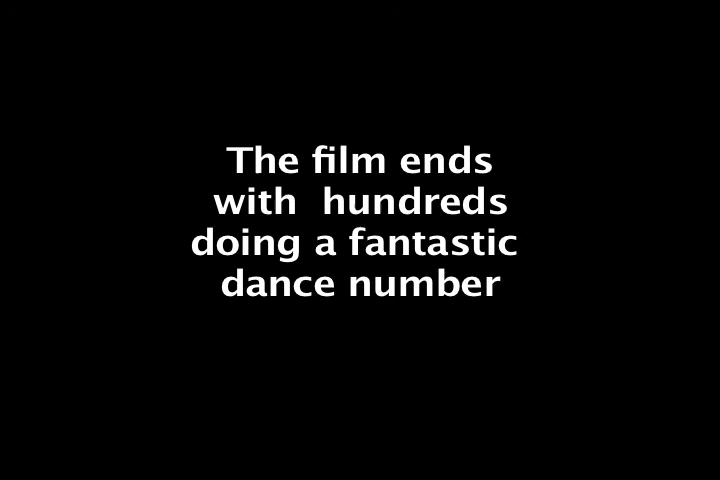 The film ends
with  hundreds
doing a fantastic
dance number